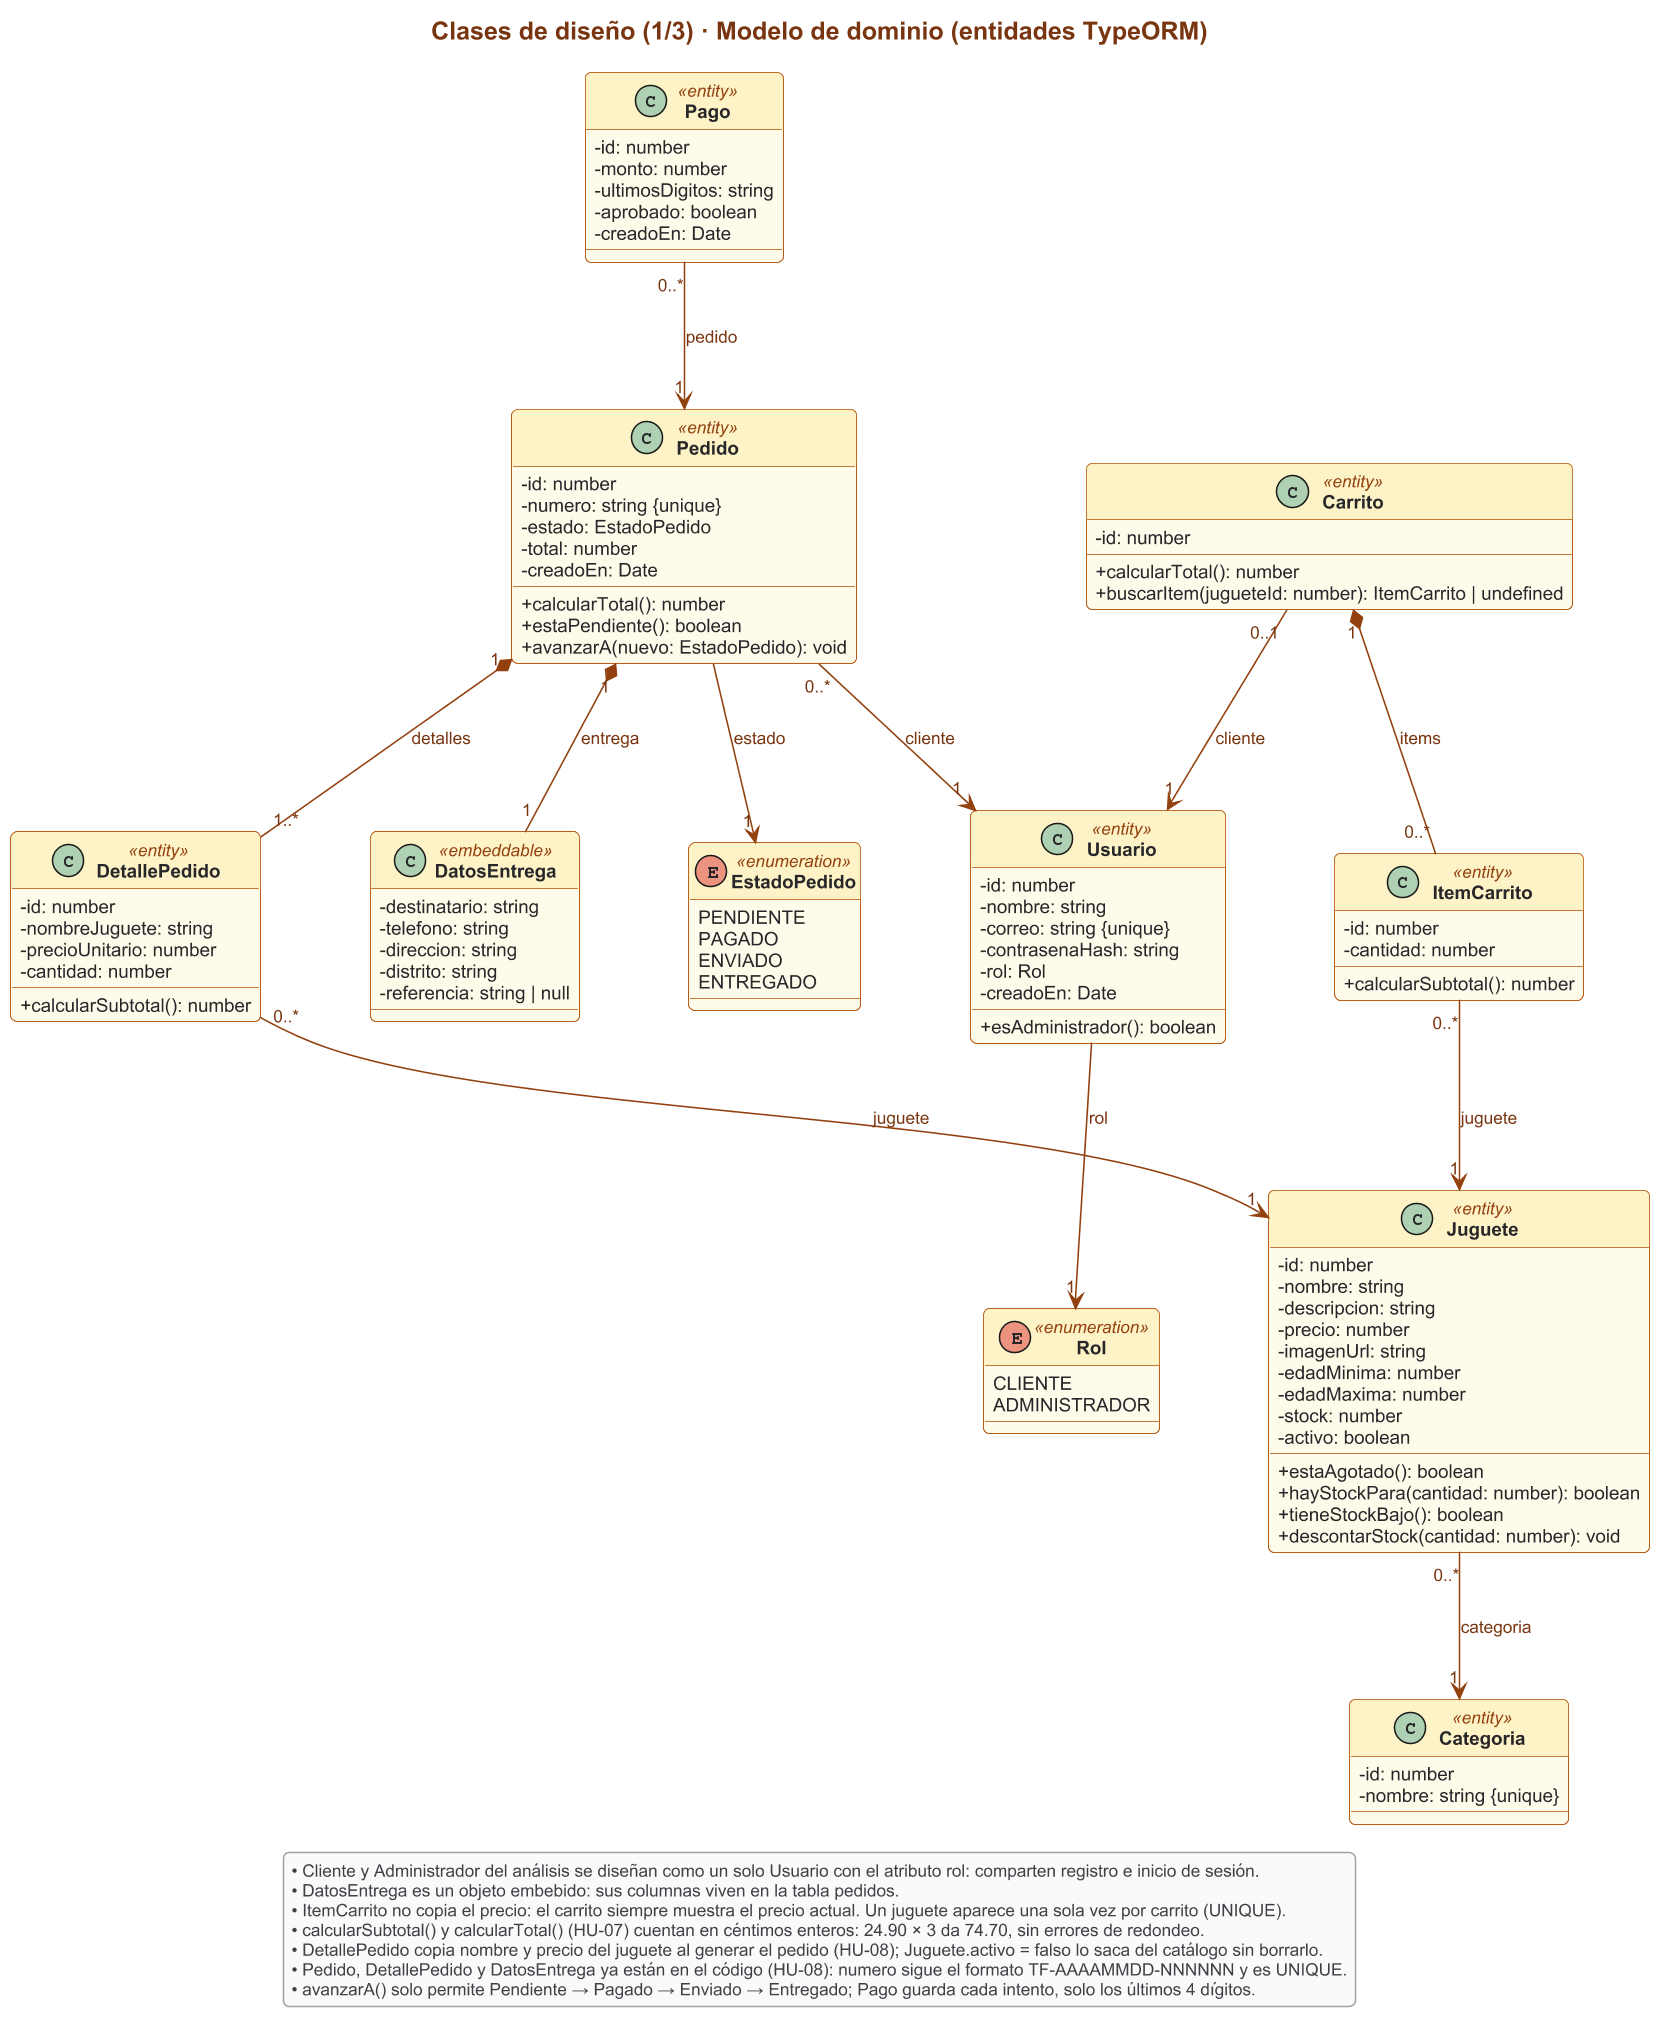 Clases de diseño (1/3) · Modelo de dominio (entidades TypeORM)
C
«entity»
Pago
-id: number
-monto: number
-ultimosDigitos: string
-aprobado: boolean
-creadoEn: Date
0..*
pedido
1
C
«entity»
Pedido
-id: number
-numero: string {unique}
-estado: EstadoPedido
-total: number
-creadoEn: Date
+calcularTotal(): number
+estaPendiente(): boolean
+avanzarA(nuevo: EstadoPedido): void
C
«entity»
Carrito
-id: number
+calcularTotal(): number
+buscarItem(jugueteId: number): ItemCarrito | undefined
1
1
0..*
0..1
1
detalles
entrega
estado
cliente
cliente
items
1..*
1
1
1
1
0..*
C
«entity»
DetallePedido
-id: number
-nombreJuguete: string
-precioUnitario: number
-cantidad: number
+calcularSubtotal(): number
C
«embeddable»
DatosEntrega
-destinatario: string
-telefono: string
-direccion: string
-distrito: string
-referencia: string | null
E
«enumeration»
EstadoPedido
PENDIENTE
PAGADO
ENVIADO
ENTREGADO
C
«entity»
Usuario
-id: number
-nombre: string
-correo: string {unique}
-contrasenaHash: string
-rol: Rol
-creadoEn: Date
+esAdministrador(): boolean
C
«entity»
ItemCarrito
-id: number
-cantidad: number
+calcularSubtotal(): number
0..*
0..*
juguete
rol
juguete
1
1
1
E
«enumeration»
Rol
CLIENTE
ADMINISTRADOR
C
«entity»
Juguete
-id: number
-nombre: string
-descripcion: string
-precio: number
-imagenUrl: string
-edadMinima: number
-edadMaxima: number
-stock: number
-activo: boolean
+estaAgotado(): boolean
+hayStockPara(cantidad: number): boolean
+tieneStockBajo(): boolean
+descontarStock(cantidad: number): void
0..*
categoria
1
C
«entity»
Categoria
-id: number
-nombre: string {unique}
• Cliente y Administrador del análisis se diseñan como un solo Usuario con el atributo rol: comparten registro e inicio de sesión.
• DatosEntrega es un objeto embebido: sus columnas viven en la tabla pedidos.
• ItemCarrito no copia el precio: el carrito siempre muestra el precio actual. Un juguete aparece una sola vez por carrito (UNIQUE).
• calcularSubtotal() y calcularTotal() (HU-07) cuentan en céntimos enteros: 24.90 × 3 da 74.70, sin errores de redondeo.
• DetallePedido copia nombre y precio del juguete al generar el pedido (HU-08); Juguete.activo = falso lo saca del catálogo sin borrarlo.
• Pedido, DetallePedido y DatosEntrega ya están en el código (HU-08): numero sigue el formato TF-AAAAMMDD-NNNNNN y es UNIQUE.
• avanzarA() solo permite Pendiente → Pagado → Enviado → Entregado; Pago guarda cada intento, solo los últimos 4 dígitos.